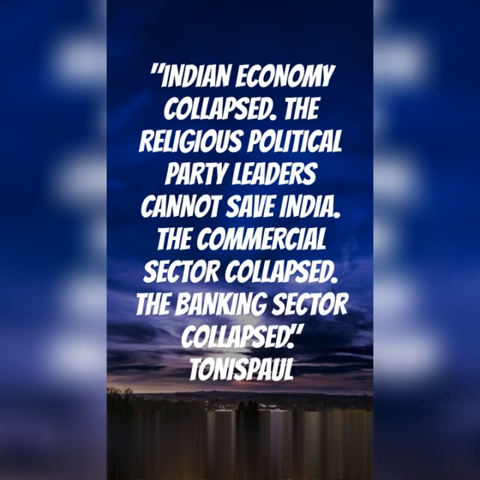 "INDIAN ECONOMY
COLLAPSED. THE
RELIGIOUS POLITICAL
PARTY LEADERS
CANNOT SAVE INDIA.
THE COMMERCIAL
SECTOR COLLAPSED.
THE BANKING SECTOR
COLLAPSED."
TONISPAUL